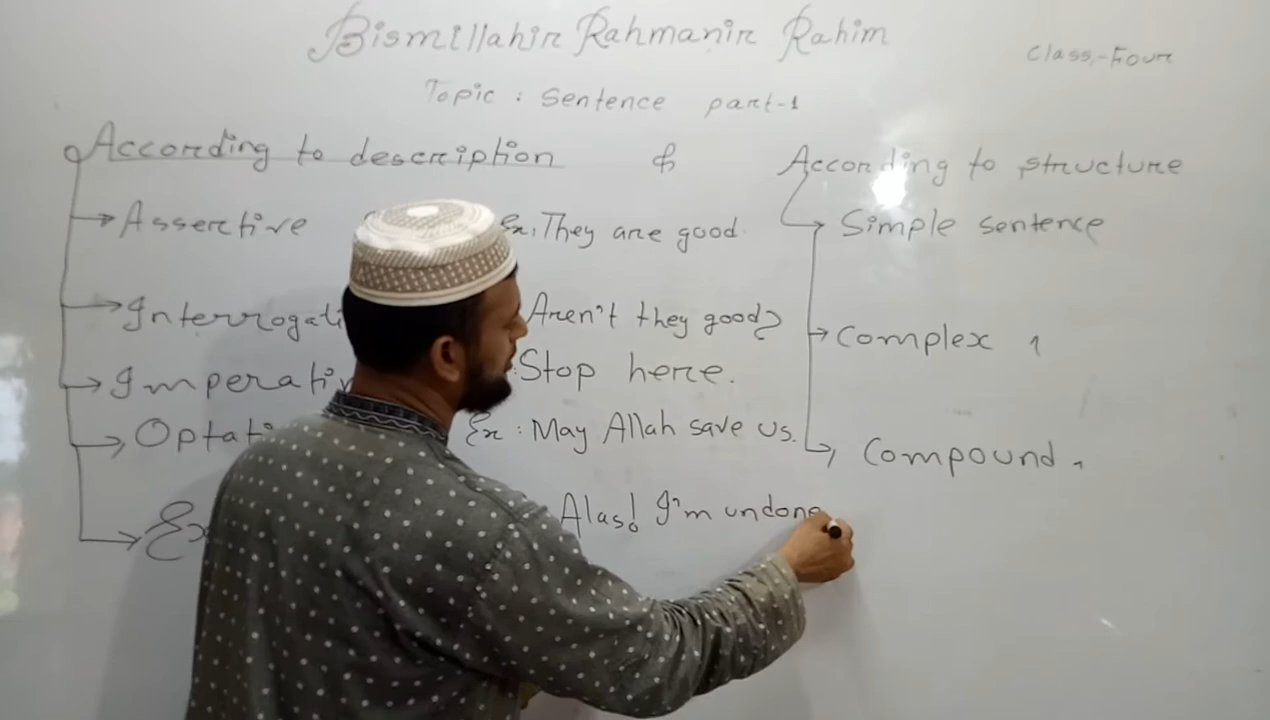 Bismillahir Rahmanir Rahim
Class,-Four
Topic : Sentence part-1
According to description & According to structure
Assertive Ex: They are good.
Simple sentence
Aren't they good?
Complex
Stop here.
Ex : May Allah save us.
Compound
Alas! I'm undone